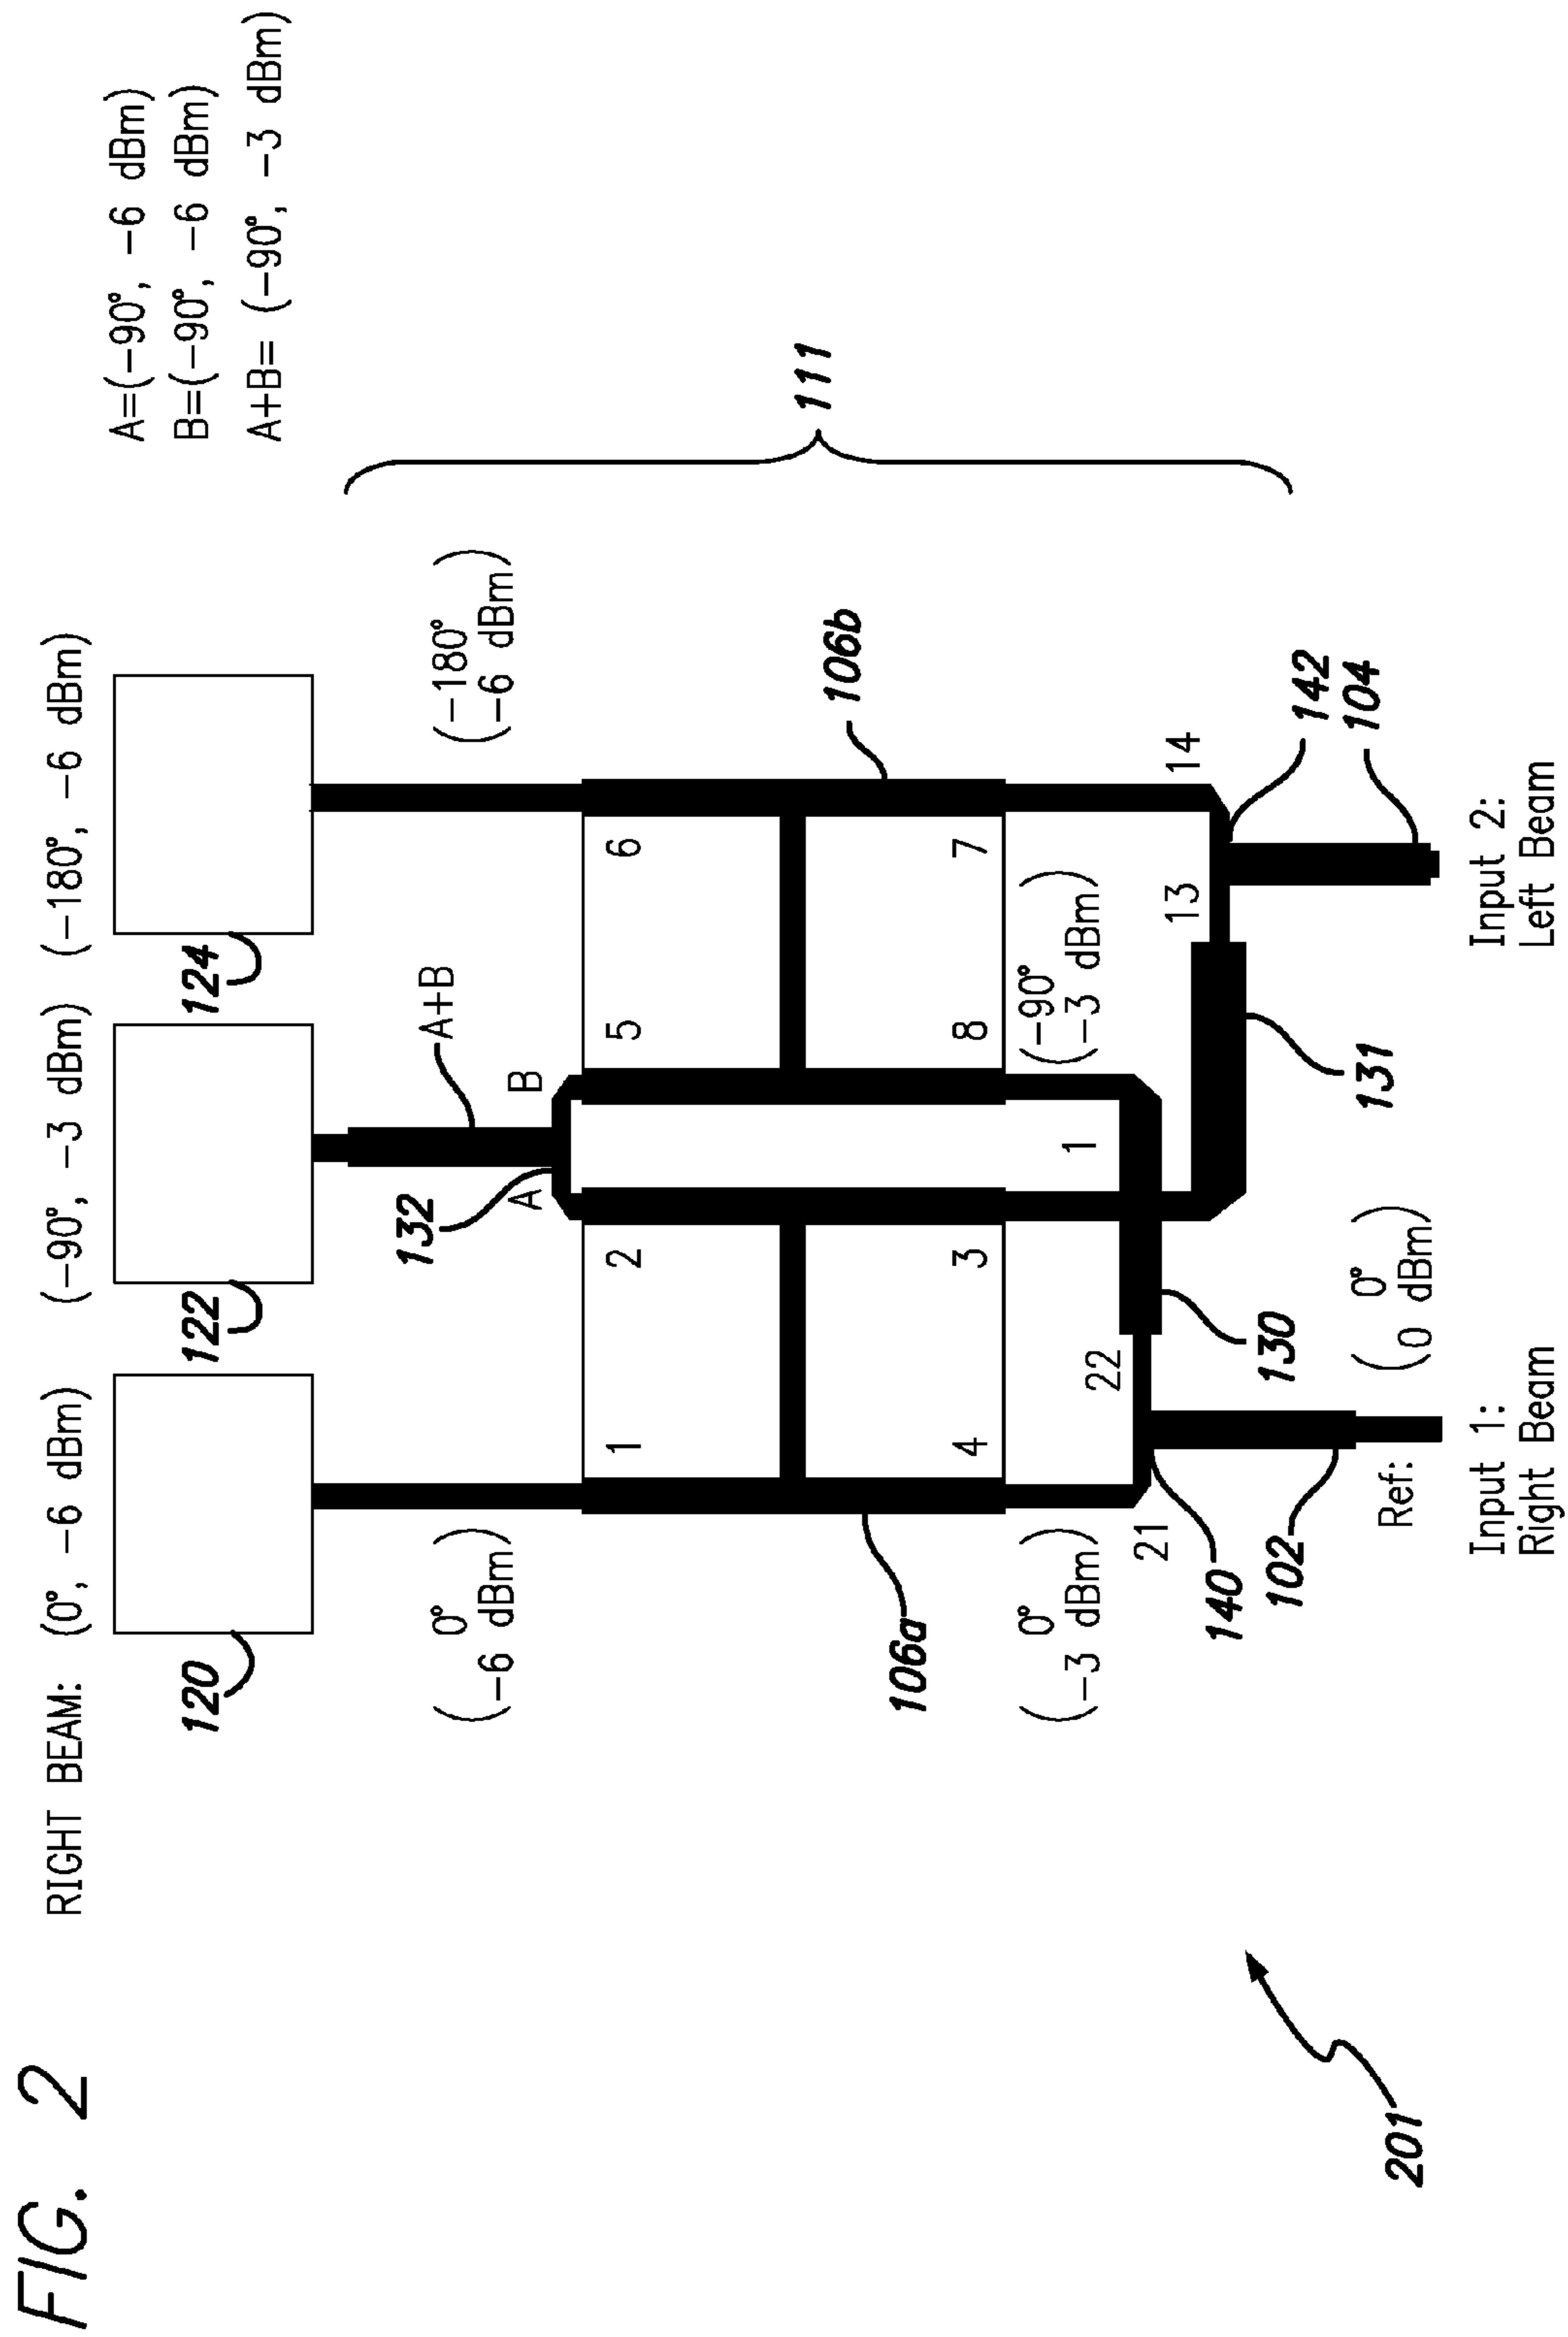 FIG. 2
RIGHT BEAM: (0°, -6 dBm) (-90°, -3 dBm) (-180°, -6 dBm)
A=(-90°, -6 dBm)
B=(-90°, -6 dBm)
A+B= (-90°, -3 dBm)
120
122
124
(0°
-6 dBm)
132
A
B
A+B
(-180°
-6 dBm)
111
1
2
5
6
106a
106b
4
3
8
7
(0°
-3 dBm)
1
(-90°
-3 dBm)
21
22
13
14
140
102
130
131
142
104
Ref:
(0°
0 dBm)
Input 1:
Right Beam
Input 2:
Left Beam
201